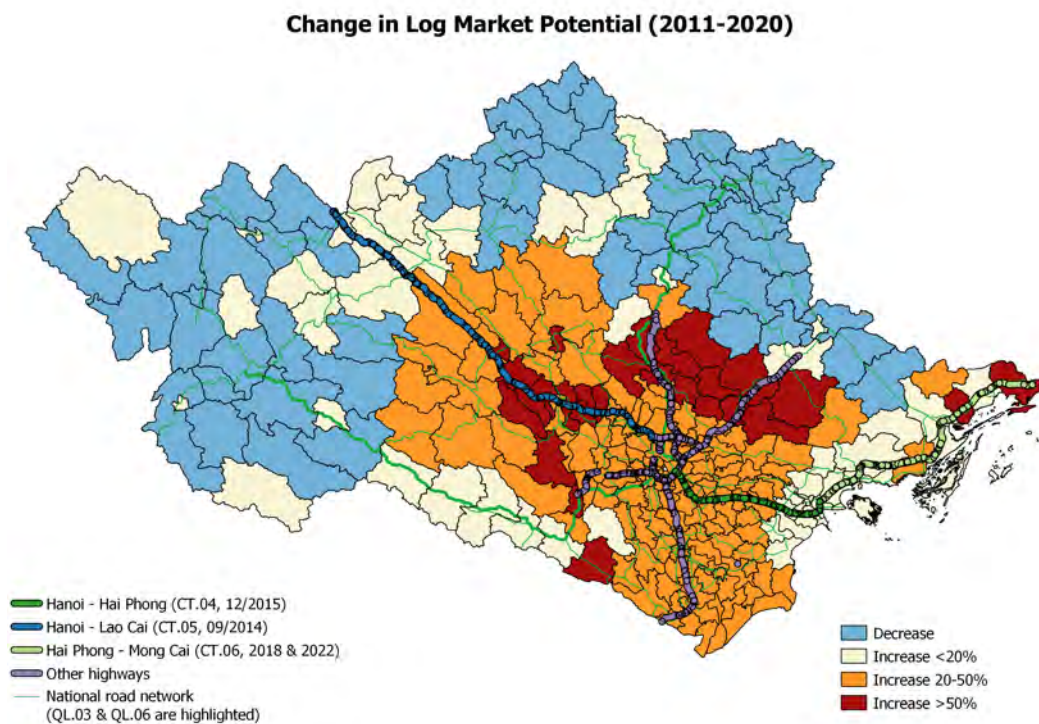 Change in Log Market Potential (2011-2020)
Hanoi - Hai Phong (CT.04, 12/2015)
Hanoi - Lao Cai (CT.05, 09/2014)
Hai Phong - Mong Cai (CT.06, 2018 & 2022)
Other highways
National road network
(QL.03 & QL.06 are highlighted)
Decrease
Increase <20%
Increase 20-50%
Increase >50%